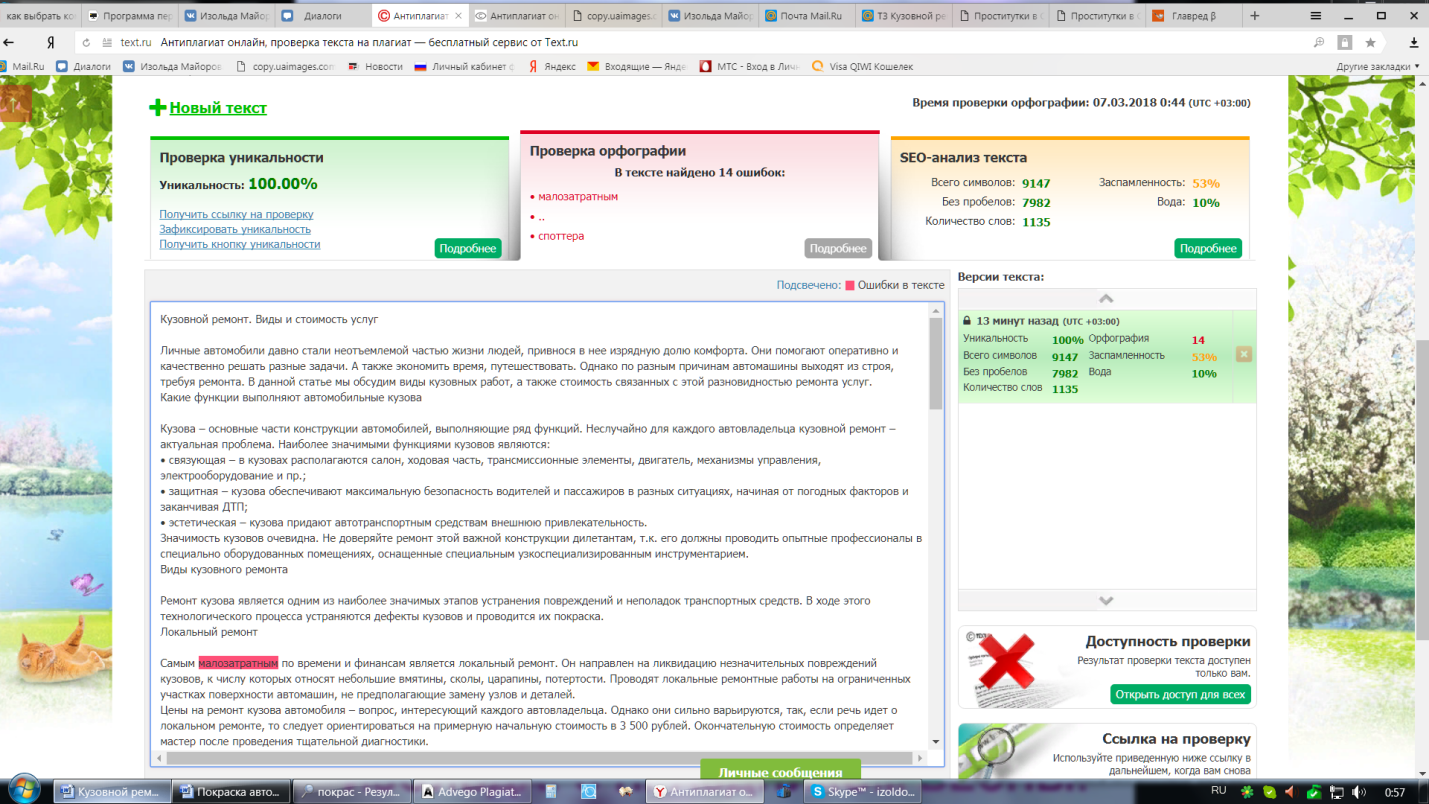 как выбрать ко
Программа пер
Изольда Майор
Диалоги
Антиплагиат
Антиплагиат он
copy.uaimages.c
Изольда Майор
Почта Mail.Ru
ТЗ Кузовной ре
Проститутки в С
Проститутки в С
Главред β
text.ru Антиплагиат онлайн, проверка текста на плагиат — бесплатный сервис от Text.ru
Mail.Ru
Диалоги
Изольда Майоров
copy.uaimages.com
Новости
Личный кабинет
Яндекс
Входящие — Янде
МТС - Вход в Личн
Visa QIWI Кошелек
Другие закладки
Новый текст
Время проверки орфографии: 07.03.2018 0:44 (UTC +03:00)
Проверка уникальности
Уникальность: 100.00%
Получить ссылку на проверку
Зафиксировать уникальность
Получить кнопку уникальности
Подробнее
Проверка орфографии
В тексте найдено 14 ошибок:
• малозатратным
• ..
• споттера
Подробнее
SEO-анализ текста
Всего символов: 9147 Заспамленность: 53%
Без пробелов: 7982 Вода: 10%
Количество слов: 1135
Подробнее
Подсвечено: Ошибки в тексте
Кузовной ремонт. Виды и стоимость услуг
Личные автомобили давно стали неотъемлемой частью жизни людей, привнося в нее изрядную долю комфорта. Они помогают оперативно и
качественно решать разные задачи. А также экономить время, путешествовать. Однако по разным причинам автомашины выходят из строя,
требуя ремонта. В данной статье мы обсудим виды кузовных работ, а также стоимость связанных с этой разновидностью ремонта услуг.
Какие функции выполняют автомобильные кузова
Кузова – основные части конструкции автомобилей, выполняющие ряд функций. Неслучайно для каждого автовладельца кузовной ремонт –
актуальная проблема. Наиболее значимыми функциями кузовов являются:
• связующая – в кузовах располагаются салон, ходовая часть, трансмиссионные элементы, двигатель, механизмы управления,
электрооборудование и пр.;
• защитная – кузова обеспечивают максимальную безопасность водителей и пассажиров в разных ситуациях, начиная от погодных факторов и
заканчивая ДТП;
• эстетическая – кузова придают автотранспортным средствам внешнюю привлекательность.
Значимость кузовов очевидна. Не доверяйте ремонт этой важной конструкции дилетантам, т.к. его должны проводить опытные профессионалы в
специально оборудованных помещениях, оснащенные специальным узкоспециализированным инструментарием.
Виды кузовного ремонта
Ремонт кузова является одним из наиболее значимых этапов устранения повреждений и неполадок транспортных средств. В ходе этого
технологического процесса устраняются дефекты кузовов и проводится их покраска.
Локальный ремонт
Самым малозатратным по времени и финансам является локальный ремонт. Он направлен на ликвидацию незначительных повреждений
кузовов, к числу которых относят небольшие вмятины, сколы, царапины, потертости. Проводят локальные ремонтные работы на ограниченных
участках поверхности автомашин, не предполагающие замену узлов и деталей.
Цены на ремонт кузова автомобиля – вопрос, интересующий каждого автовладельца. Однако они сильно варьируются, так, если речь идет о
локальном ремонте, то следует ориентироваться на примерную начальную стоимость в 3 500 рублей. Окончательную стоимость определяет
мастер после проведения тщательной диагностики.
Версии текста:
13 минут назад (UTC +03:00)
Уникальность 100% Орфография 14
Всего символов 9147 Заспамленность 53%
Без пробелов 7982 Вода 10%
Количество слов 1135
Доступность проверки
Результат проверки текста доступен
только вам.
Открыть доступ для всех
Ссылка на проверку
Используйте приведенную ниже ссылку в
дальнейшем, когда вам снова
Личные сообщения
Кузовной рем...
Покраска авто...
покрас - Резул...
Advego Plagiat...
Антиплагиат о...
Skype™ - izoldo...
RU
0:57